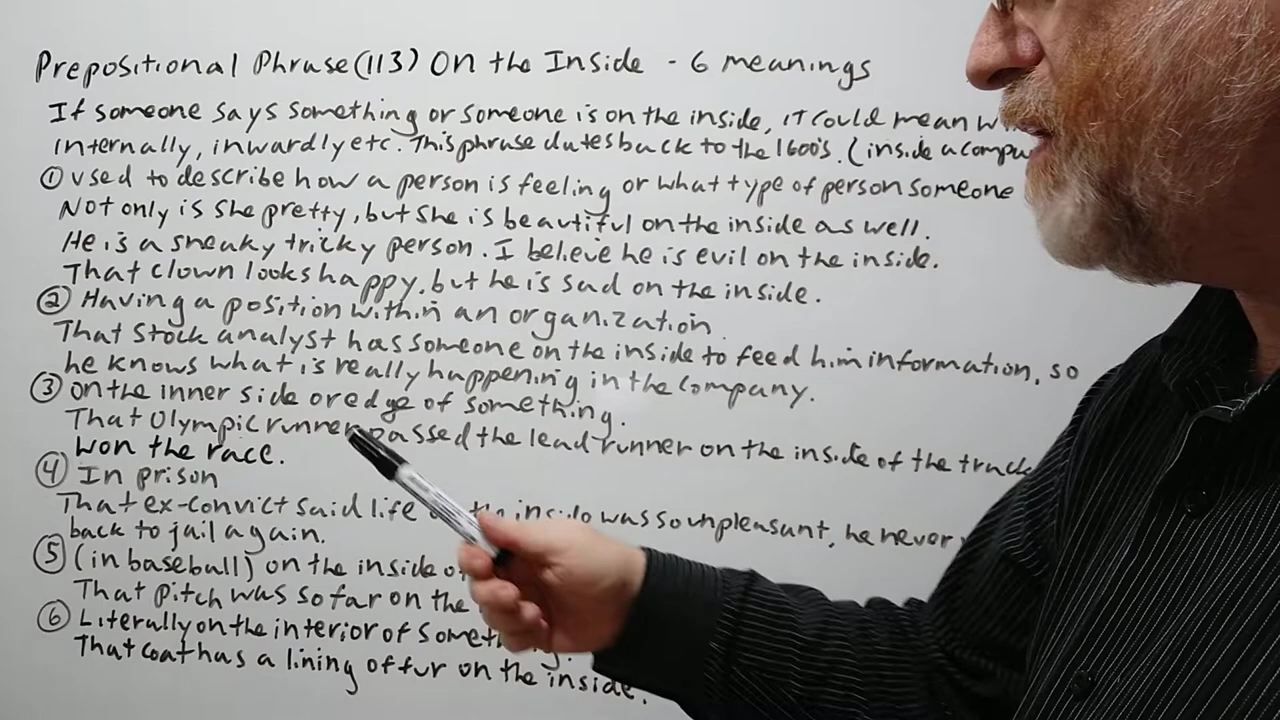 Prepositional Phrase (113) On the Inside - 6 meanings
If someone says something or someone is on the inside, it could mean
internally, inwardly etc. This phrase dates back to the 1600's. (inside a
① Used to describe how a person is feeling or what type of person someone
Not only is she pretty, but she is beautiful on the inside as well.
He is a sneaky tricky person. I believe he is evil on the inside.
That clown looks happy, but he is sad on the inside.
② Having a position within an organization
That stock analyst has someone on the inside to feed him information, so
he knows what is really happening in the company.
③ on the inner side or edge of something.
That Olympic runner passed the lead runner on the inside of the track
won the race.
④ In prison
That ex-convict said life the inside was so unpleasant, he never
back to jail again.
⑤ (in baseball) on the inside
That pitch was so far on the
⑥ Literally on the interior of
That coat has a lining of fur on the inside.